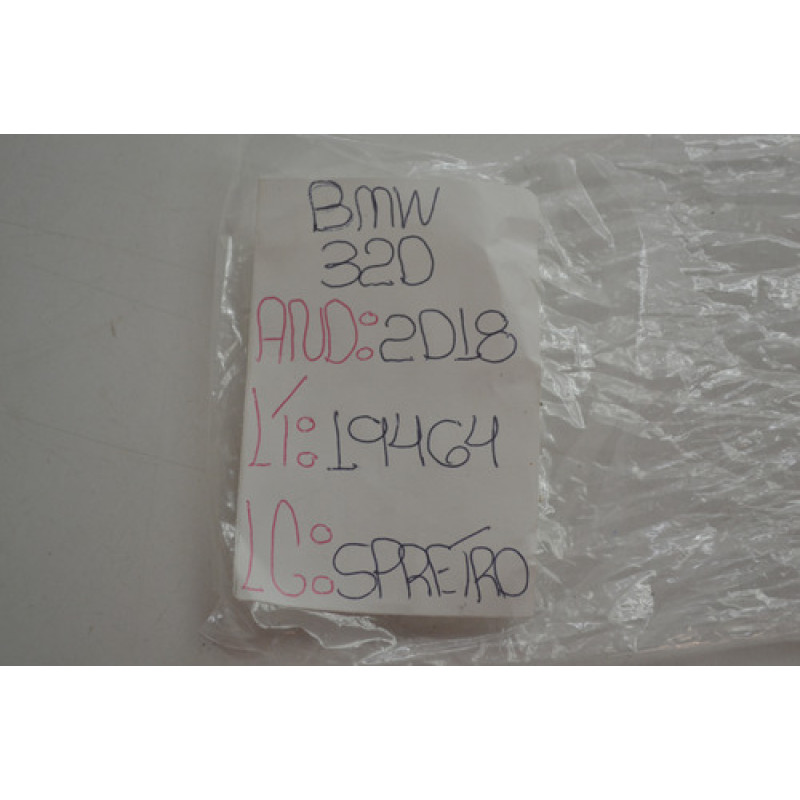 BMW
320
ANO: 2018
LT: 19464
LC: SPRETRO